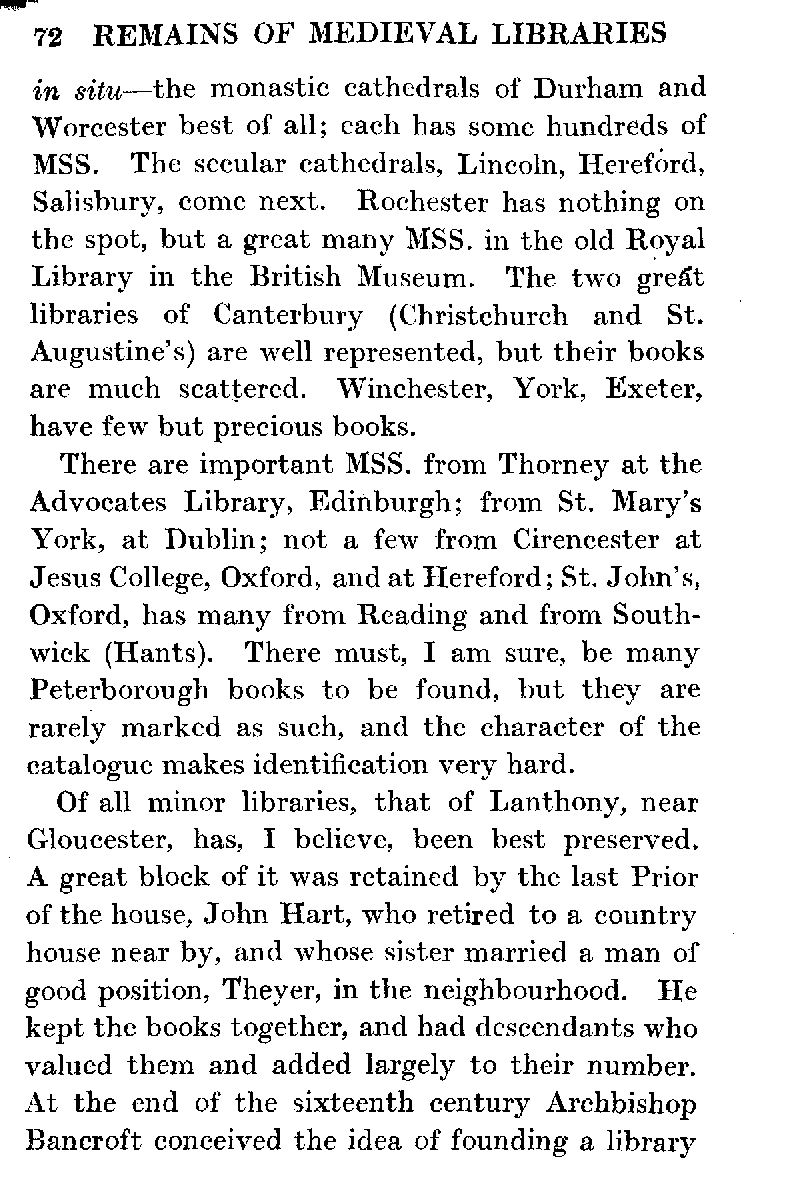 72 REMAINS OF MEDIEVAL LIBRARIES
in situ—the monastic cathedrals of Durham and
Worcester best of all; each has some hundreds of
MSS. The secular cathedrals, Lincoln, Hereford,
Salisbury, come next. Rochester has nothing on
the spot, but a great many MSS. in the old Royal
Library in the British Museum. The two great
libraries of Canterbury (Christchurch and St.
Augustine's) are well represented, but their books
are much scattered. Winchester, York, Exeter,
have few but precious books.
There are important MSS. from Thorney at the
Advocates Library, Edinburgh; from St. Mary's
York, at Dublin; not a few from Cirencester at
Jesus College, Oxford, and at Hereford; St. John's,
Oxford, has many from Reading and from South-
wick (Hants). There must, I am sure, be many
Peterborough books to be found, but they are
rarely marked as such, and the character of the
catalogue makes identification very hard.
Of all minor libraries, that of Lanthony, near
Gloucester, has, I believe, been best preserved.
A great block of it was retained by the last Prior
of the house, John Hart, who retired to a country
house near by, and whose sister married a man of
good position, Theyer, in the neighbourhood. He
kept the books together, and had descendants who
valued them and added largely to their number.
At the end of the sixteenth century Archbishop
Bancroft conceived the idea of founding a library